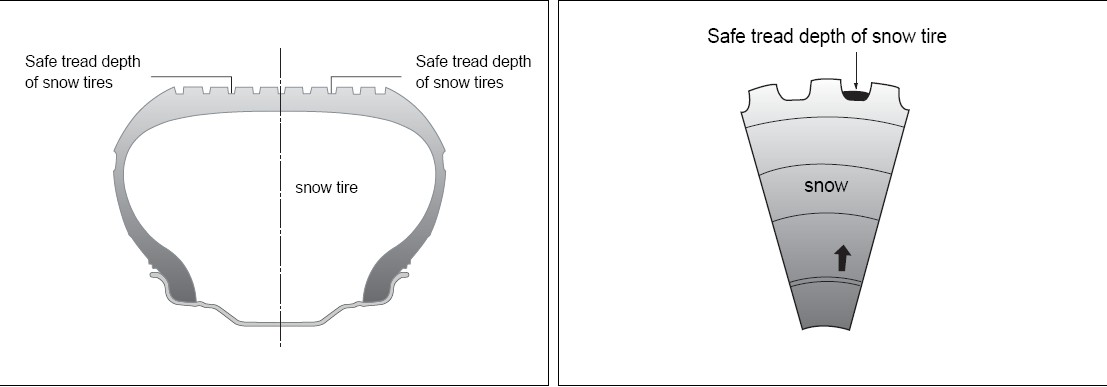 Safe tread depth
of snow tires
Safe tread depth
of snow tires
snow tire
Safe tread depth of snow tire
snow